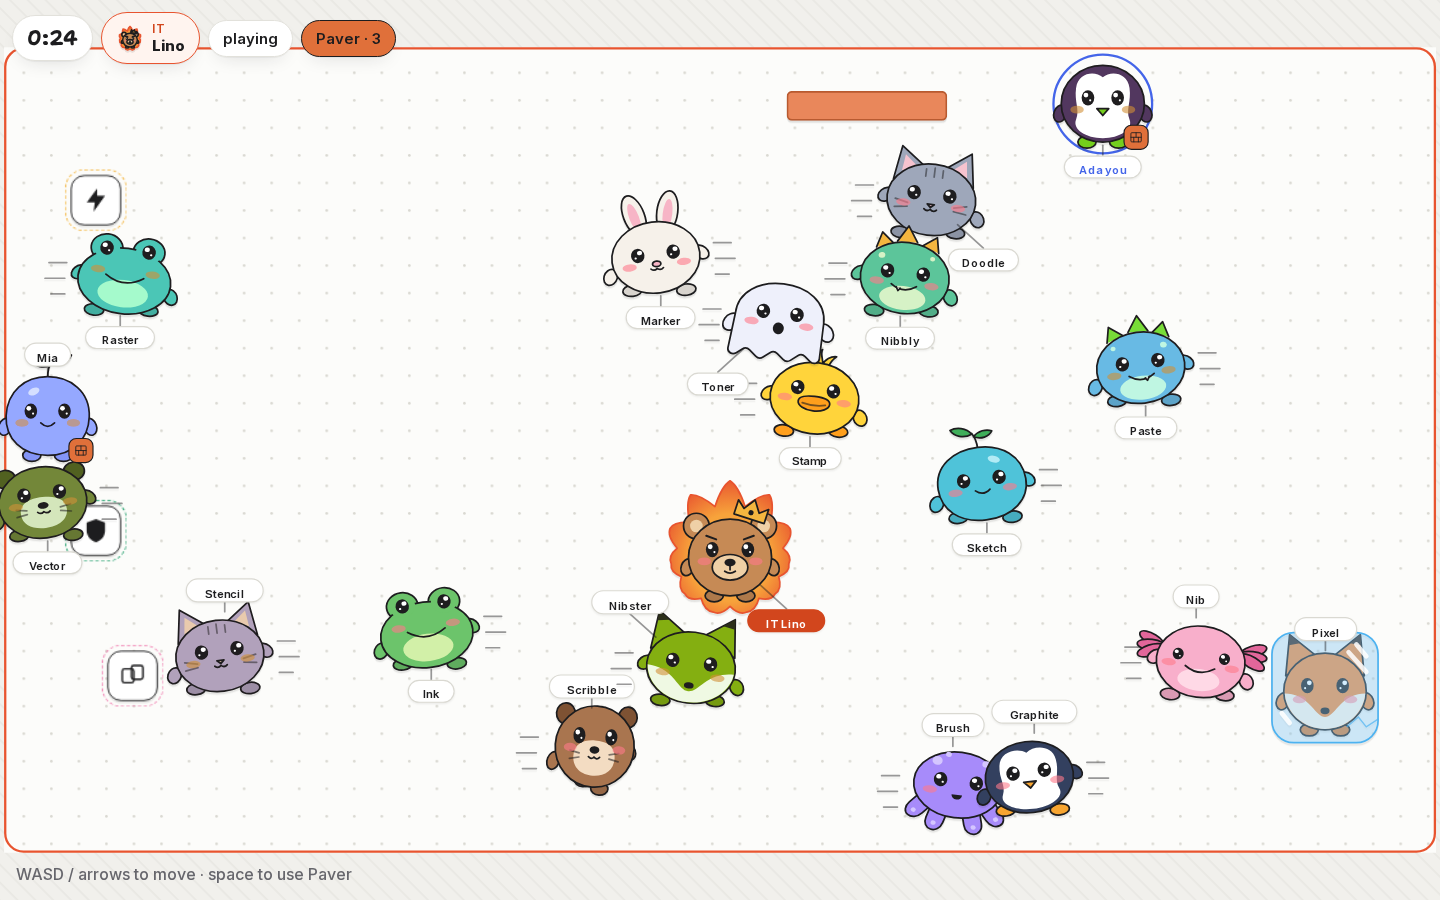 0:24
IT
Lino
playing
Paver · 3
Ada you
Doodle
Marker
Nibbly
Raster
Mia
Toner
Paste
Stamp
Sketch
Vector
Stencil
Nib
Nibster
IT Lino
Pixel
Ink
Scribble
Graphite
Brush
WASD / arrows to move · space to use Paver